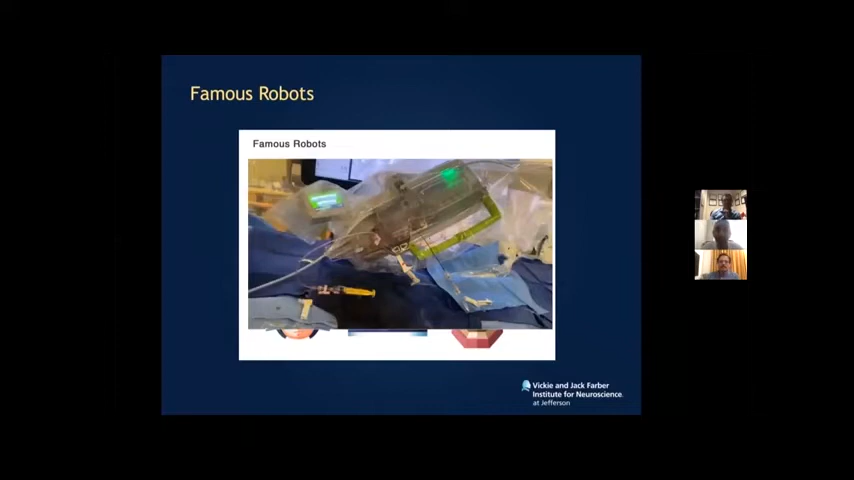 Famous Robots
Famous Robots
Vickie and Jack Farber
Institute for Neuroscience.
at Jefferson